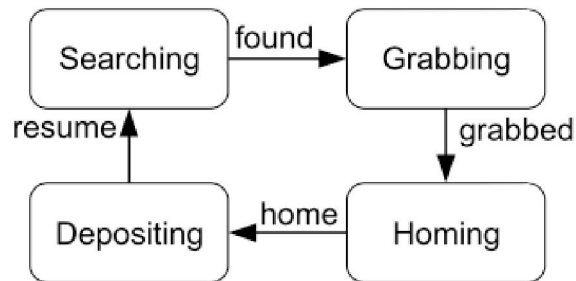 Searching
found
Grabbing
resume
grabbed
Depositing
home
Homing